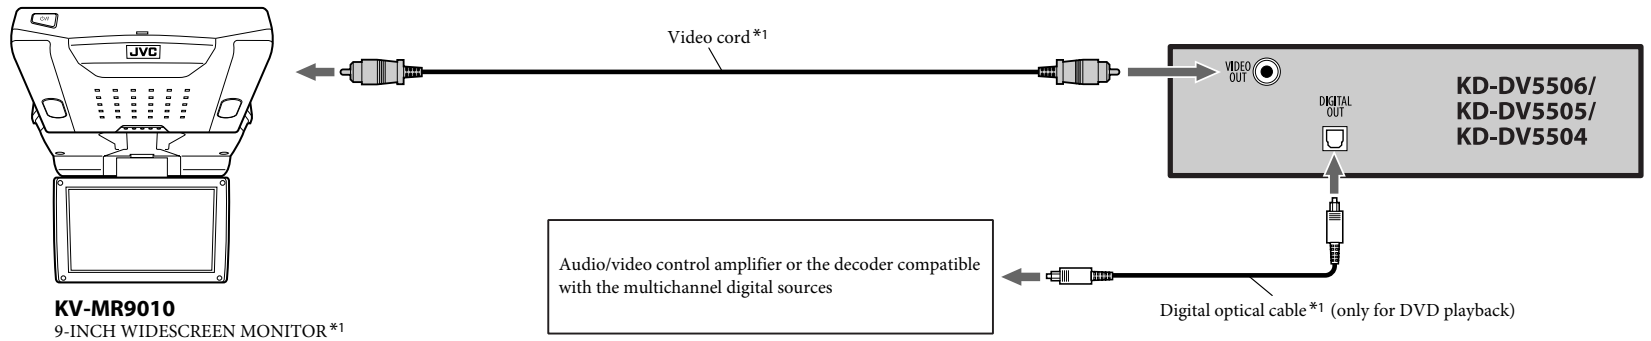 JVC
Video cord*1
VIDEO
OUT
DIGITAL
OUT
KD-DV5506/
KD-DV5505/
KD-DV5504
Audio/video control amplifier or the decoder compatible
with the multichannel digital sources
Digital optical cable*1 (only for DVD playback)
KV-MR9010
9-INCH WIDESCREEN MONITOR*1